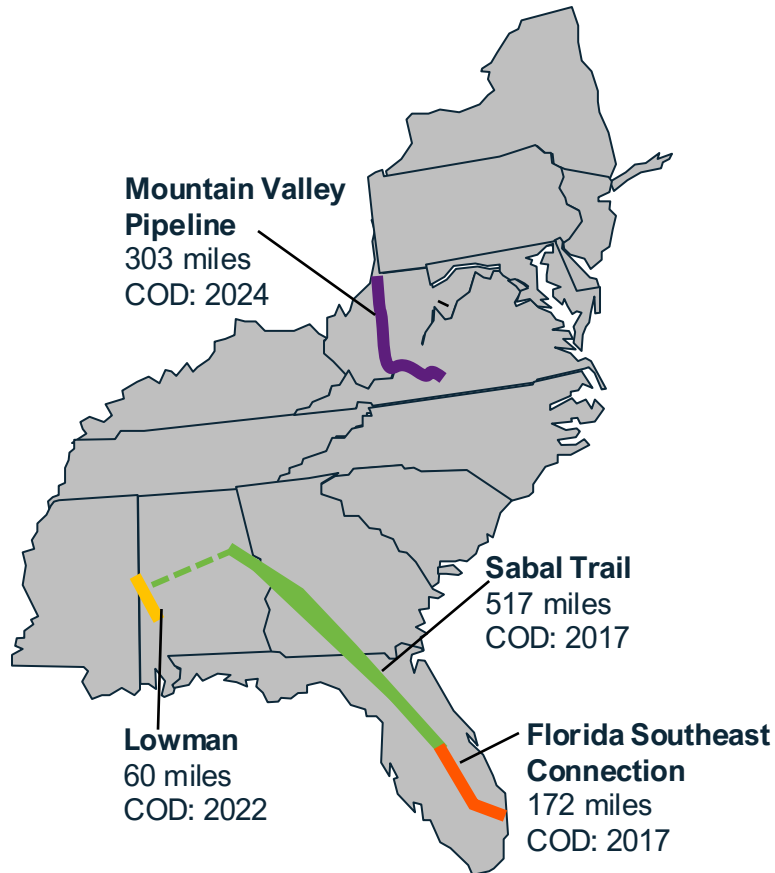 Mountain Valley
Pipeline
303 miles
COD: 2024
Sabal Trail
517 miles
COD: 2017
Lowman
60 miles
COD: 2022
Florida Southeast
Connection
172 miles
COD: 2017